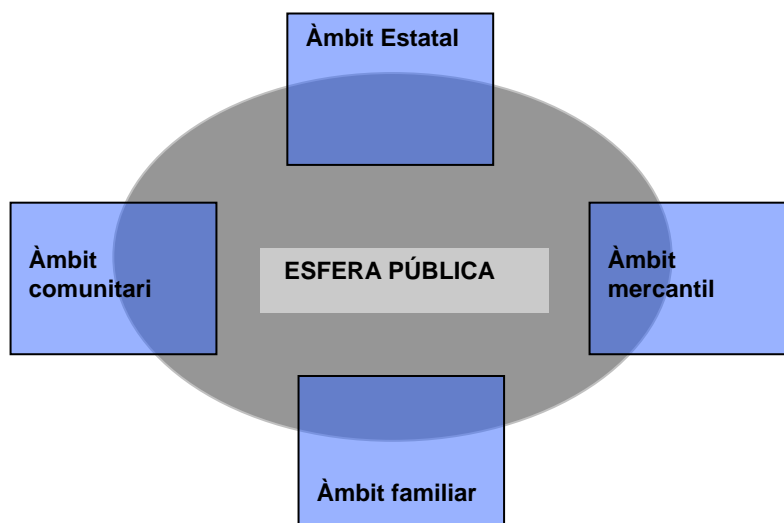 Àmbit Estatal
Àmbit
comunitari
ESFERA PÚBLICA
Àmbit
mercantil
Àmbit familiar